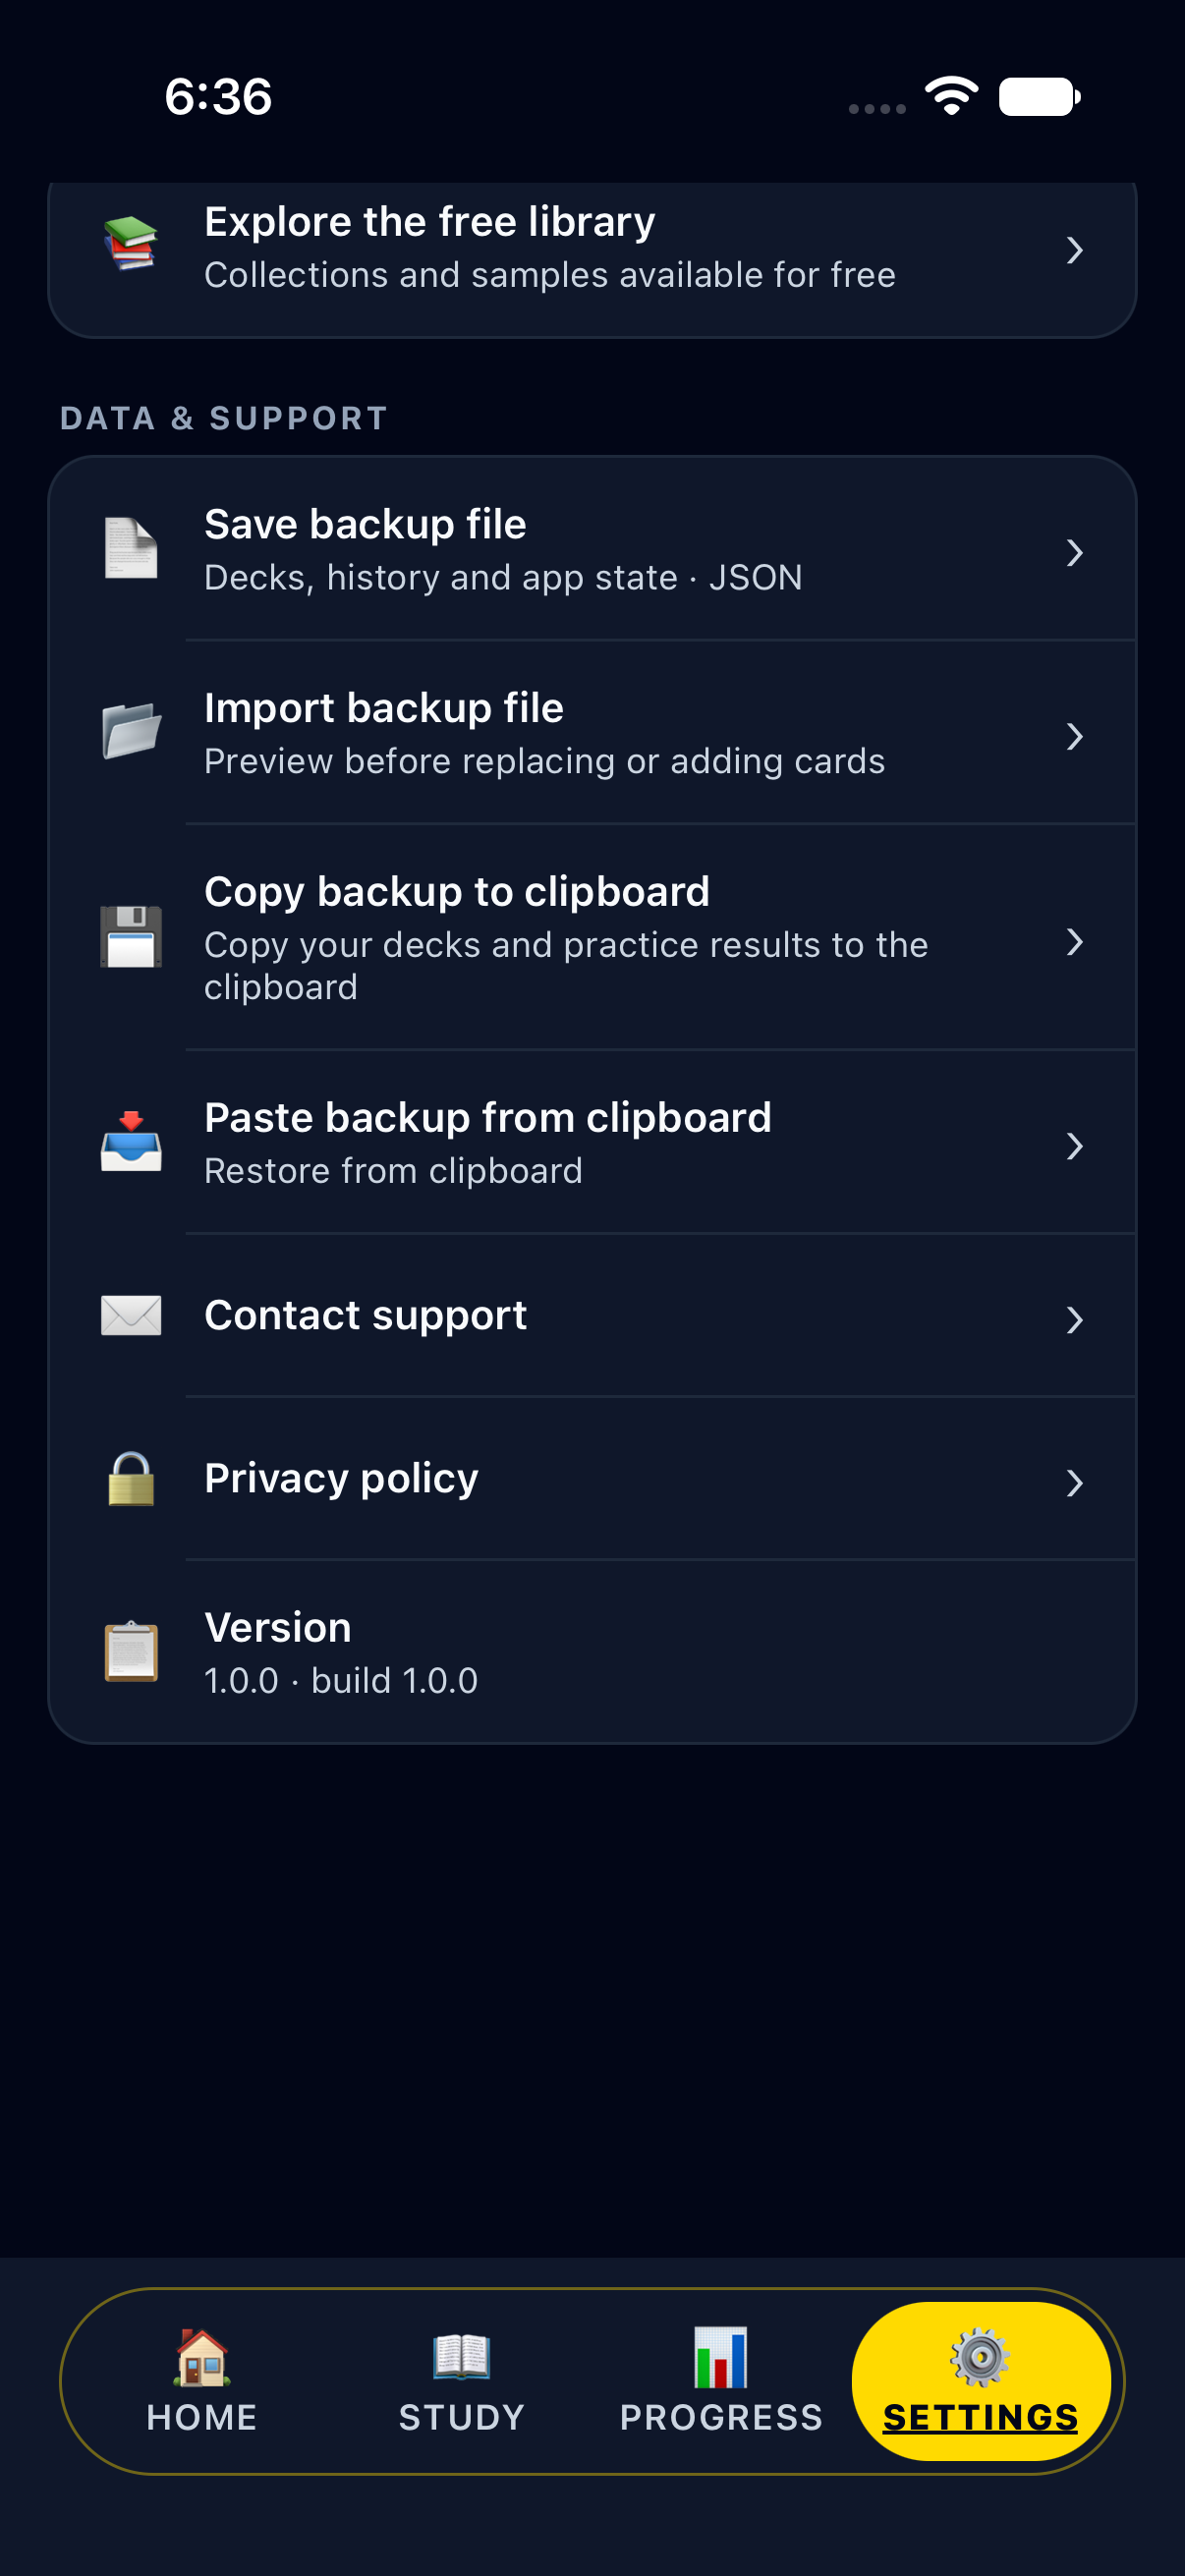 6:36
Explore the free library
Collections and samples available for free
DATA & SUPPORT
Save backup file
Decks, history and app state · JSON
Import backup file
Preview before replacing or adding cards
Copy backup to clipboard
Copy your decks and practice results to the
clipboard
Paste backup from clipboard
Restore from clipboard
Contact support
Privacy policy
Version
1.0.0 · build 1.0.0
HOME
STUDY
PROGRESS
SETTINGS